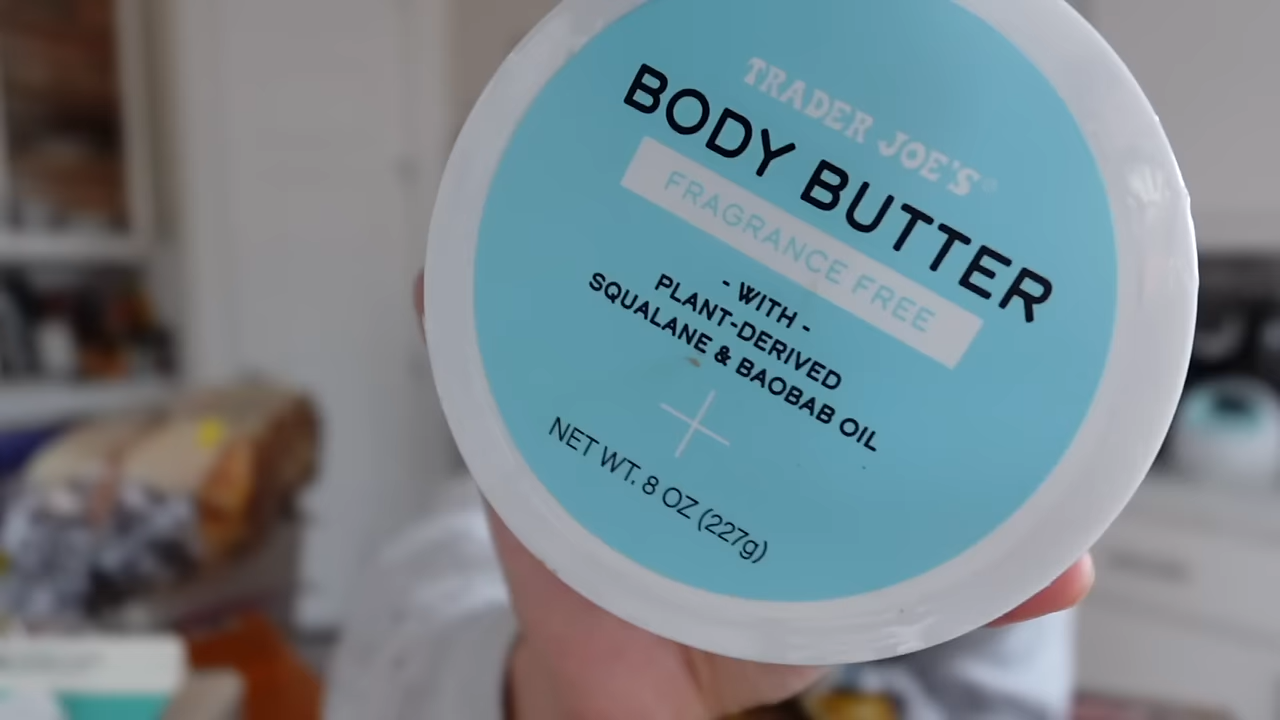 TRADER JOE'S®
BODY BUTTER
FRAGRANCE FREE
- WITH -
PLANT-DERIVED
SQUALANE & BAOBAB OIL
NET WT. 8 OZ (227g)